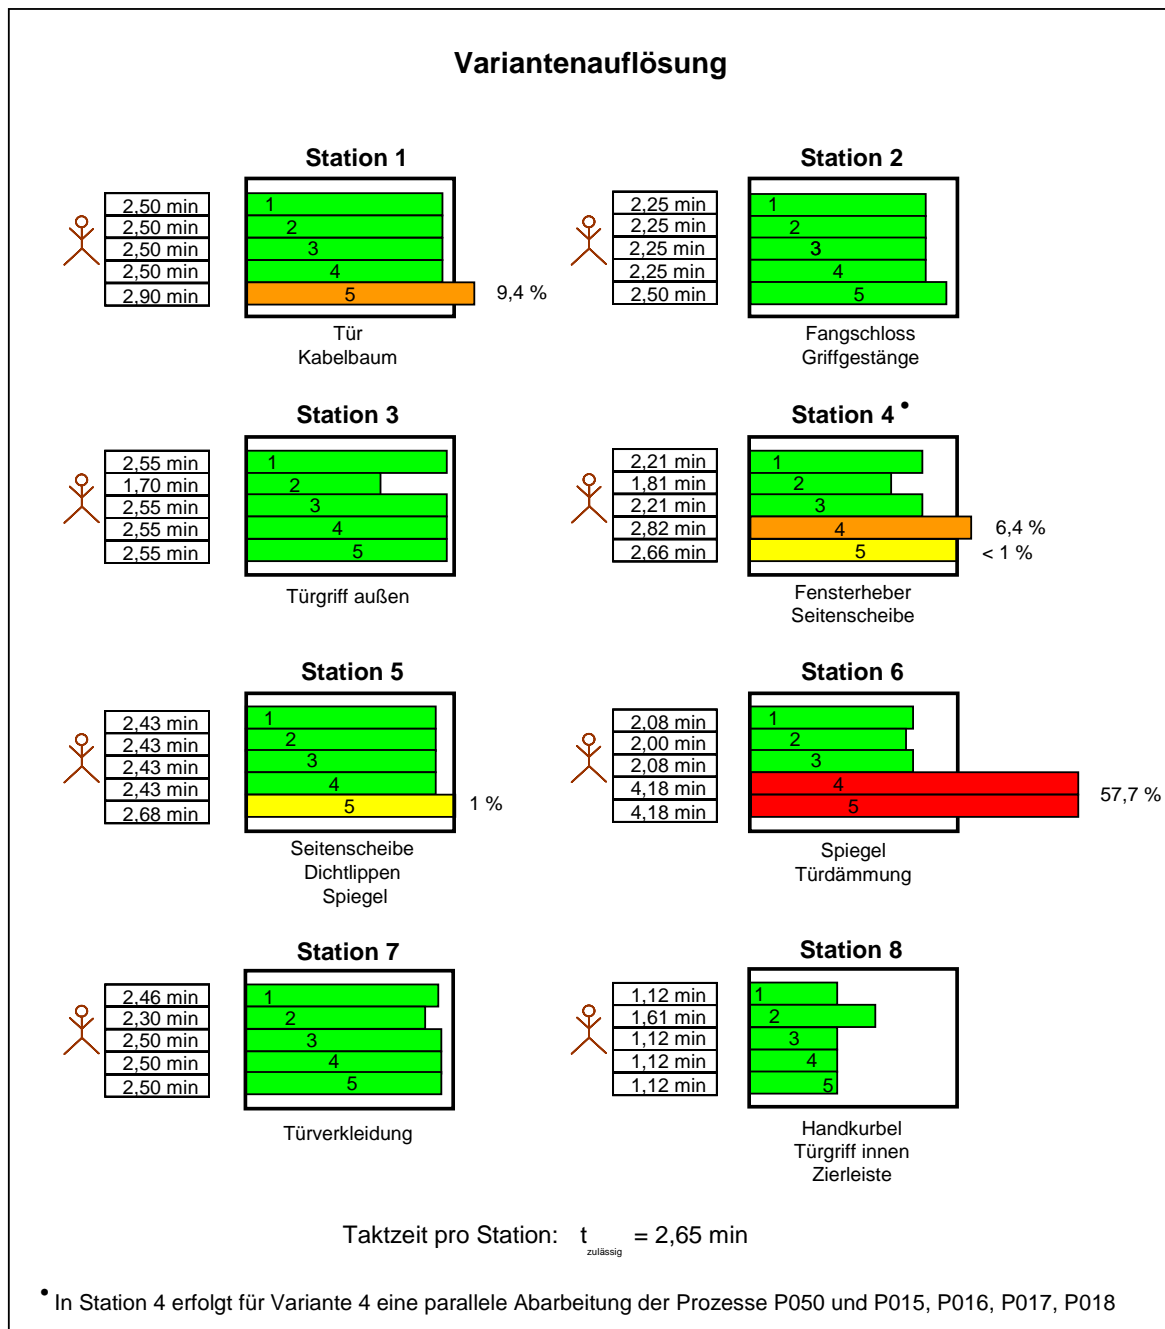 Variantenauflösung
Station 1
2,50 min
2,50 min
2,50 min
2,50 min
2,90 min
1
2
3
4
5
9,4 %
Tür
Kabelbaum
Station 2
2,25 min
2,25 min
2,25 min
2,25 min
2,50 min
1
2
3
4
5
Fangschloss
Griffgestänge
Station 3
2,55 min
1,70 min
2,55 min
2,55 min
2,55 min
1
2
3
4
5
Türgriff außen
Station 4 •
2,21 min
1,81 min
2,21 min
2,82 min
2,66 min
1
2
3
4
5
6,4 %
< 1 %
Fensterheber
Seitenscheibe
Station 5
2,43 min
2,43 min
2,43 min
2,43 min
2,68 min
1
2
3
4
5
1 %
Seitenscheibe
Dichtlippen
Spiegel
Station 6
2,08 min
2,00 min
2,08 min
4,18 min
4,18 min
1
2
3
4
5
57,7 %
Spiegel
Türdämmung
Station 7
2,46 min
2,30 min
2,50 min
2,50 min
2,50 min
1
2
3
4
5
Türverkleidung
Station 8
1,12 min
1,61 min
1,12 min
1,12 min
1,12 min
1
2
3
4
5
Handkurbel
Türgriff innen
Zierleiste
Taktzeit pro Station: t zulässig = 2,65 min
• In Station 4 erfolgt für Variante 4 eine parallele Abarbeitung der Prozesse P050 und P015, P016, P017, P018